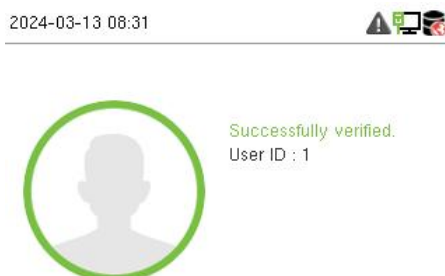 2024-03-13 08:31
Successfully verified.
User ID : 1